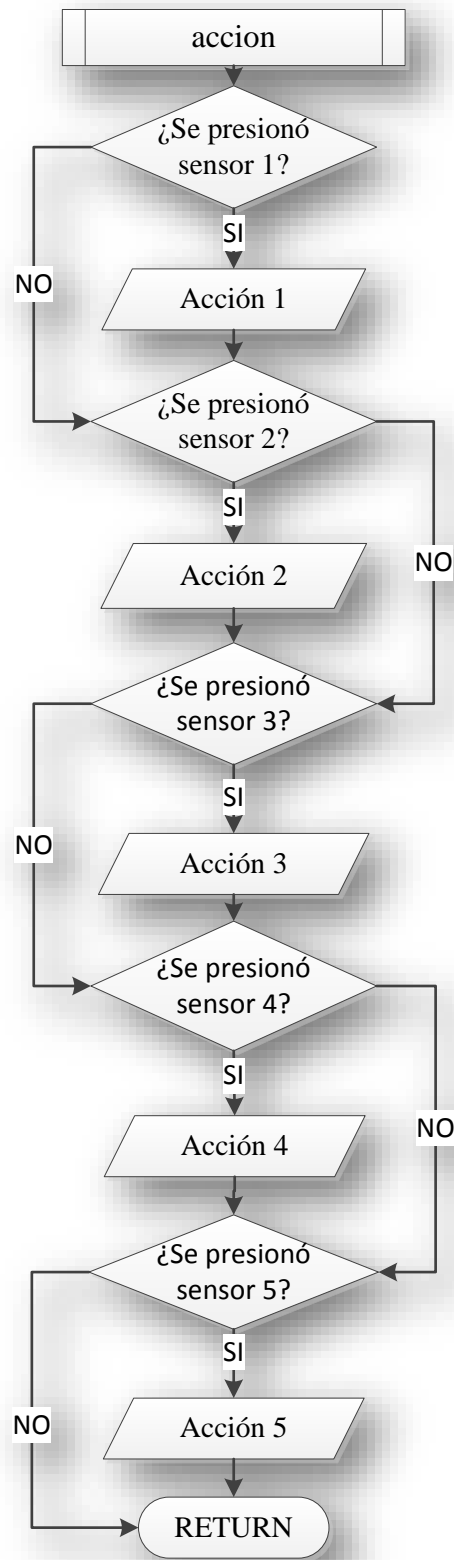 accion
¿Se presionó
sensor 1?
SI
NO
Acción 1
¿Se presionó
sensor 2?
SI
NO
Acción 2
¿Se presionó
sensor 3?
SI
NO
Acción 3
¿Se presionó
sensor 4?
SI
NO
Acción 4
¿Se presionó
sensor 5?
SI
NO
Acción 5
RETURN